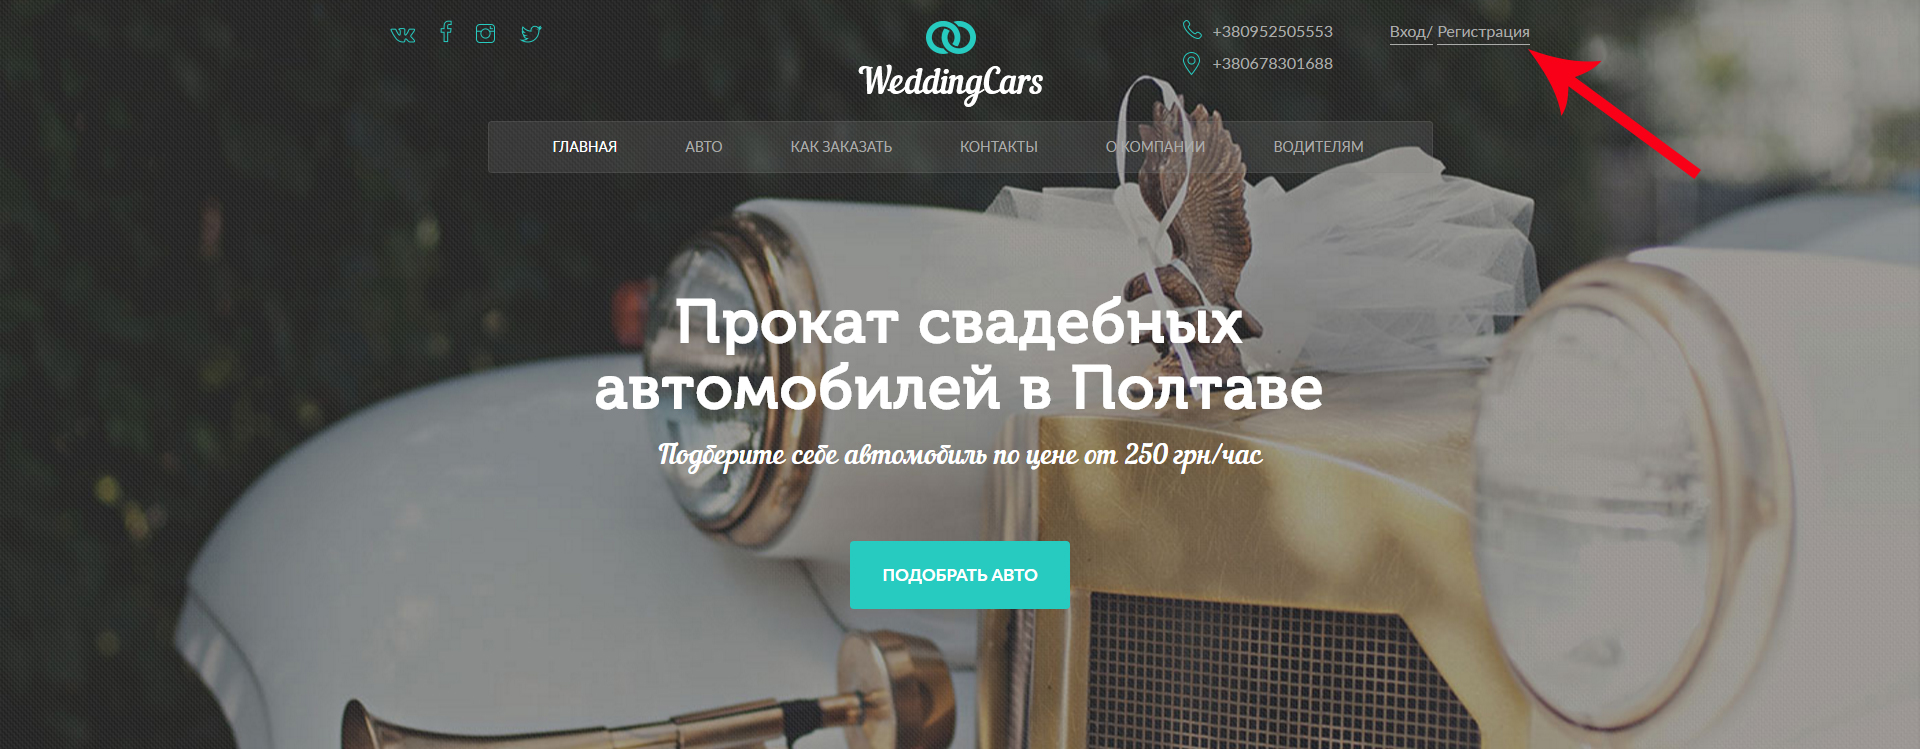 +380952505553
Вход/ Регистрация
WeddingCars
+380678301688
ГЛАВНАЯ АВТО КАК ЗАКАЗАТЬ КОНТАКТЫ О КОМПАНИИ ВОДИТЕЛЯМ
Прокат свадебных
автомобилей в Полтаве
Подберите себе автомобиль по цене от 250 грн/час
ПОДОБРАТЬ АВТО